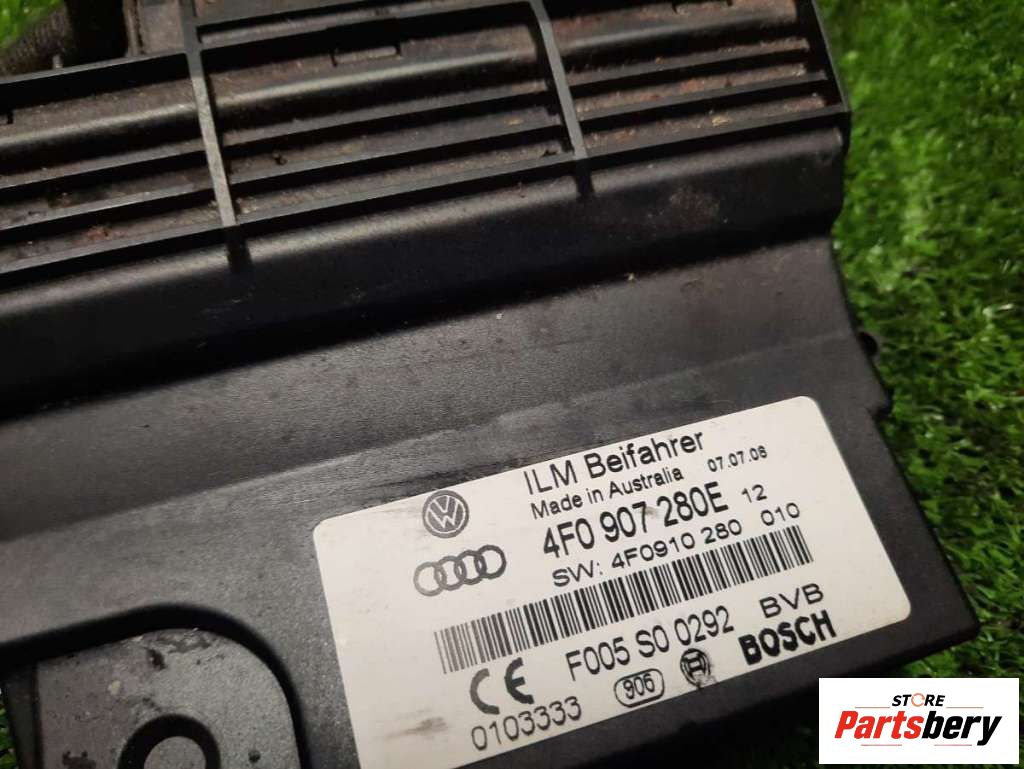 ILM Beifahrer
Made in Australia 07.07.08
4F0 907 280E 12
SW: 4F0910 280 010
F005 S0 0292 BVB
CE 906 BOSCH
0103333
STORE
Partsbery